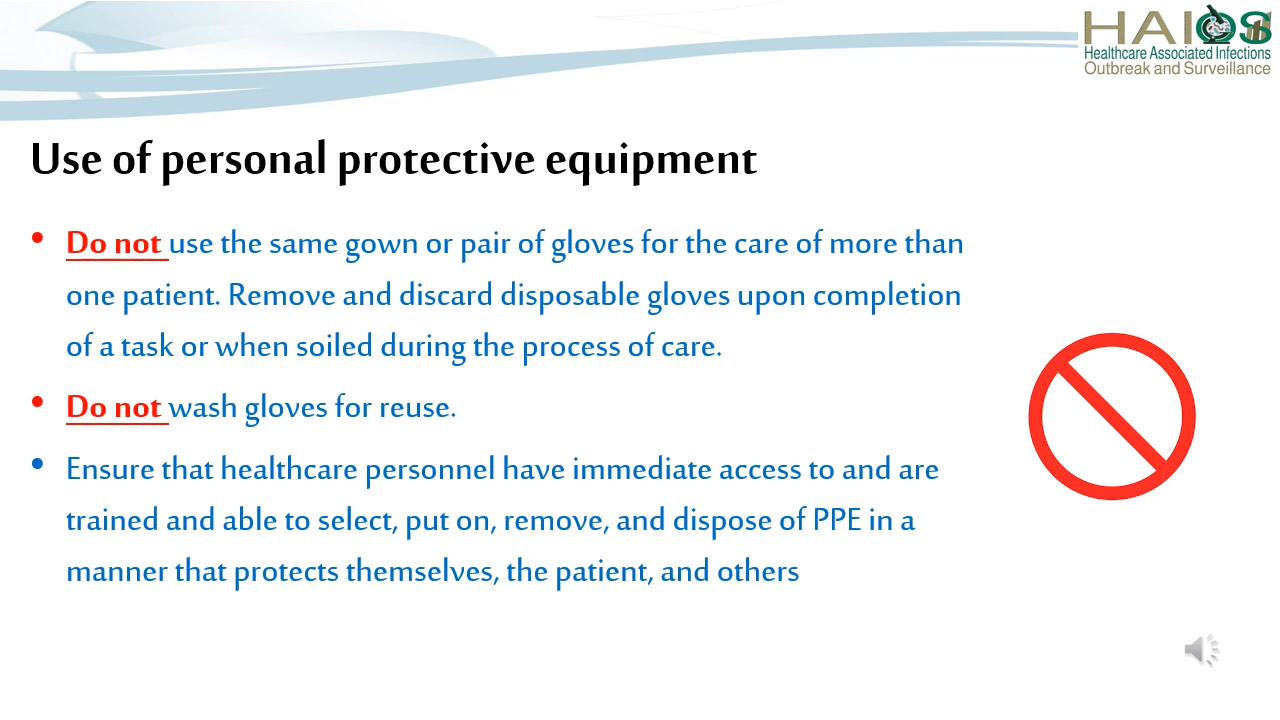 HAIOS
Healthcare Associated Infections
Outbreak and Surveillance
Use of personal protective equipment
• Do not use the same gown or pair of gloves for the care of more than
one patient. Remove and discard disposable gloves upon completion
of a task or when soiled during the process of care.
• Do not wash gloves for reuse.
• Ensure that healthcare personnel have immediate access to and are
trained and able to select, put on, remove, and dispose of PPE in a
manner that protects themselves, the patient, and others